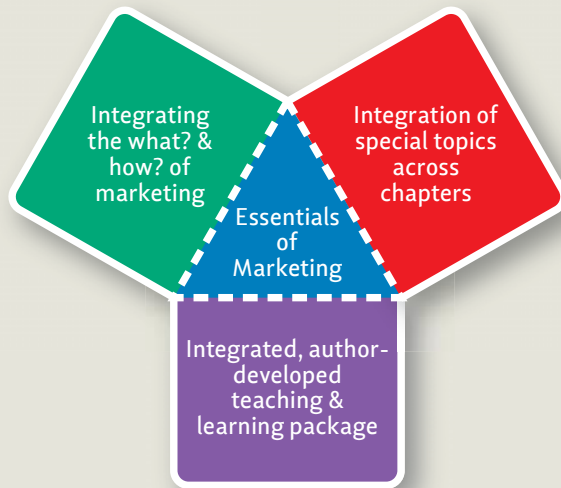 Integrating
the what? &
how? of
marketing
Integration of
special topics
across
chapters
Essentials
of
Marketing
Integrated, author-
developed
teaching &
learning package